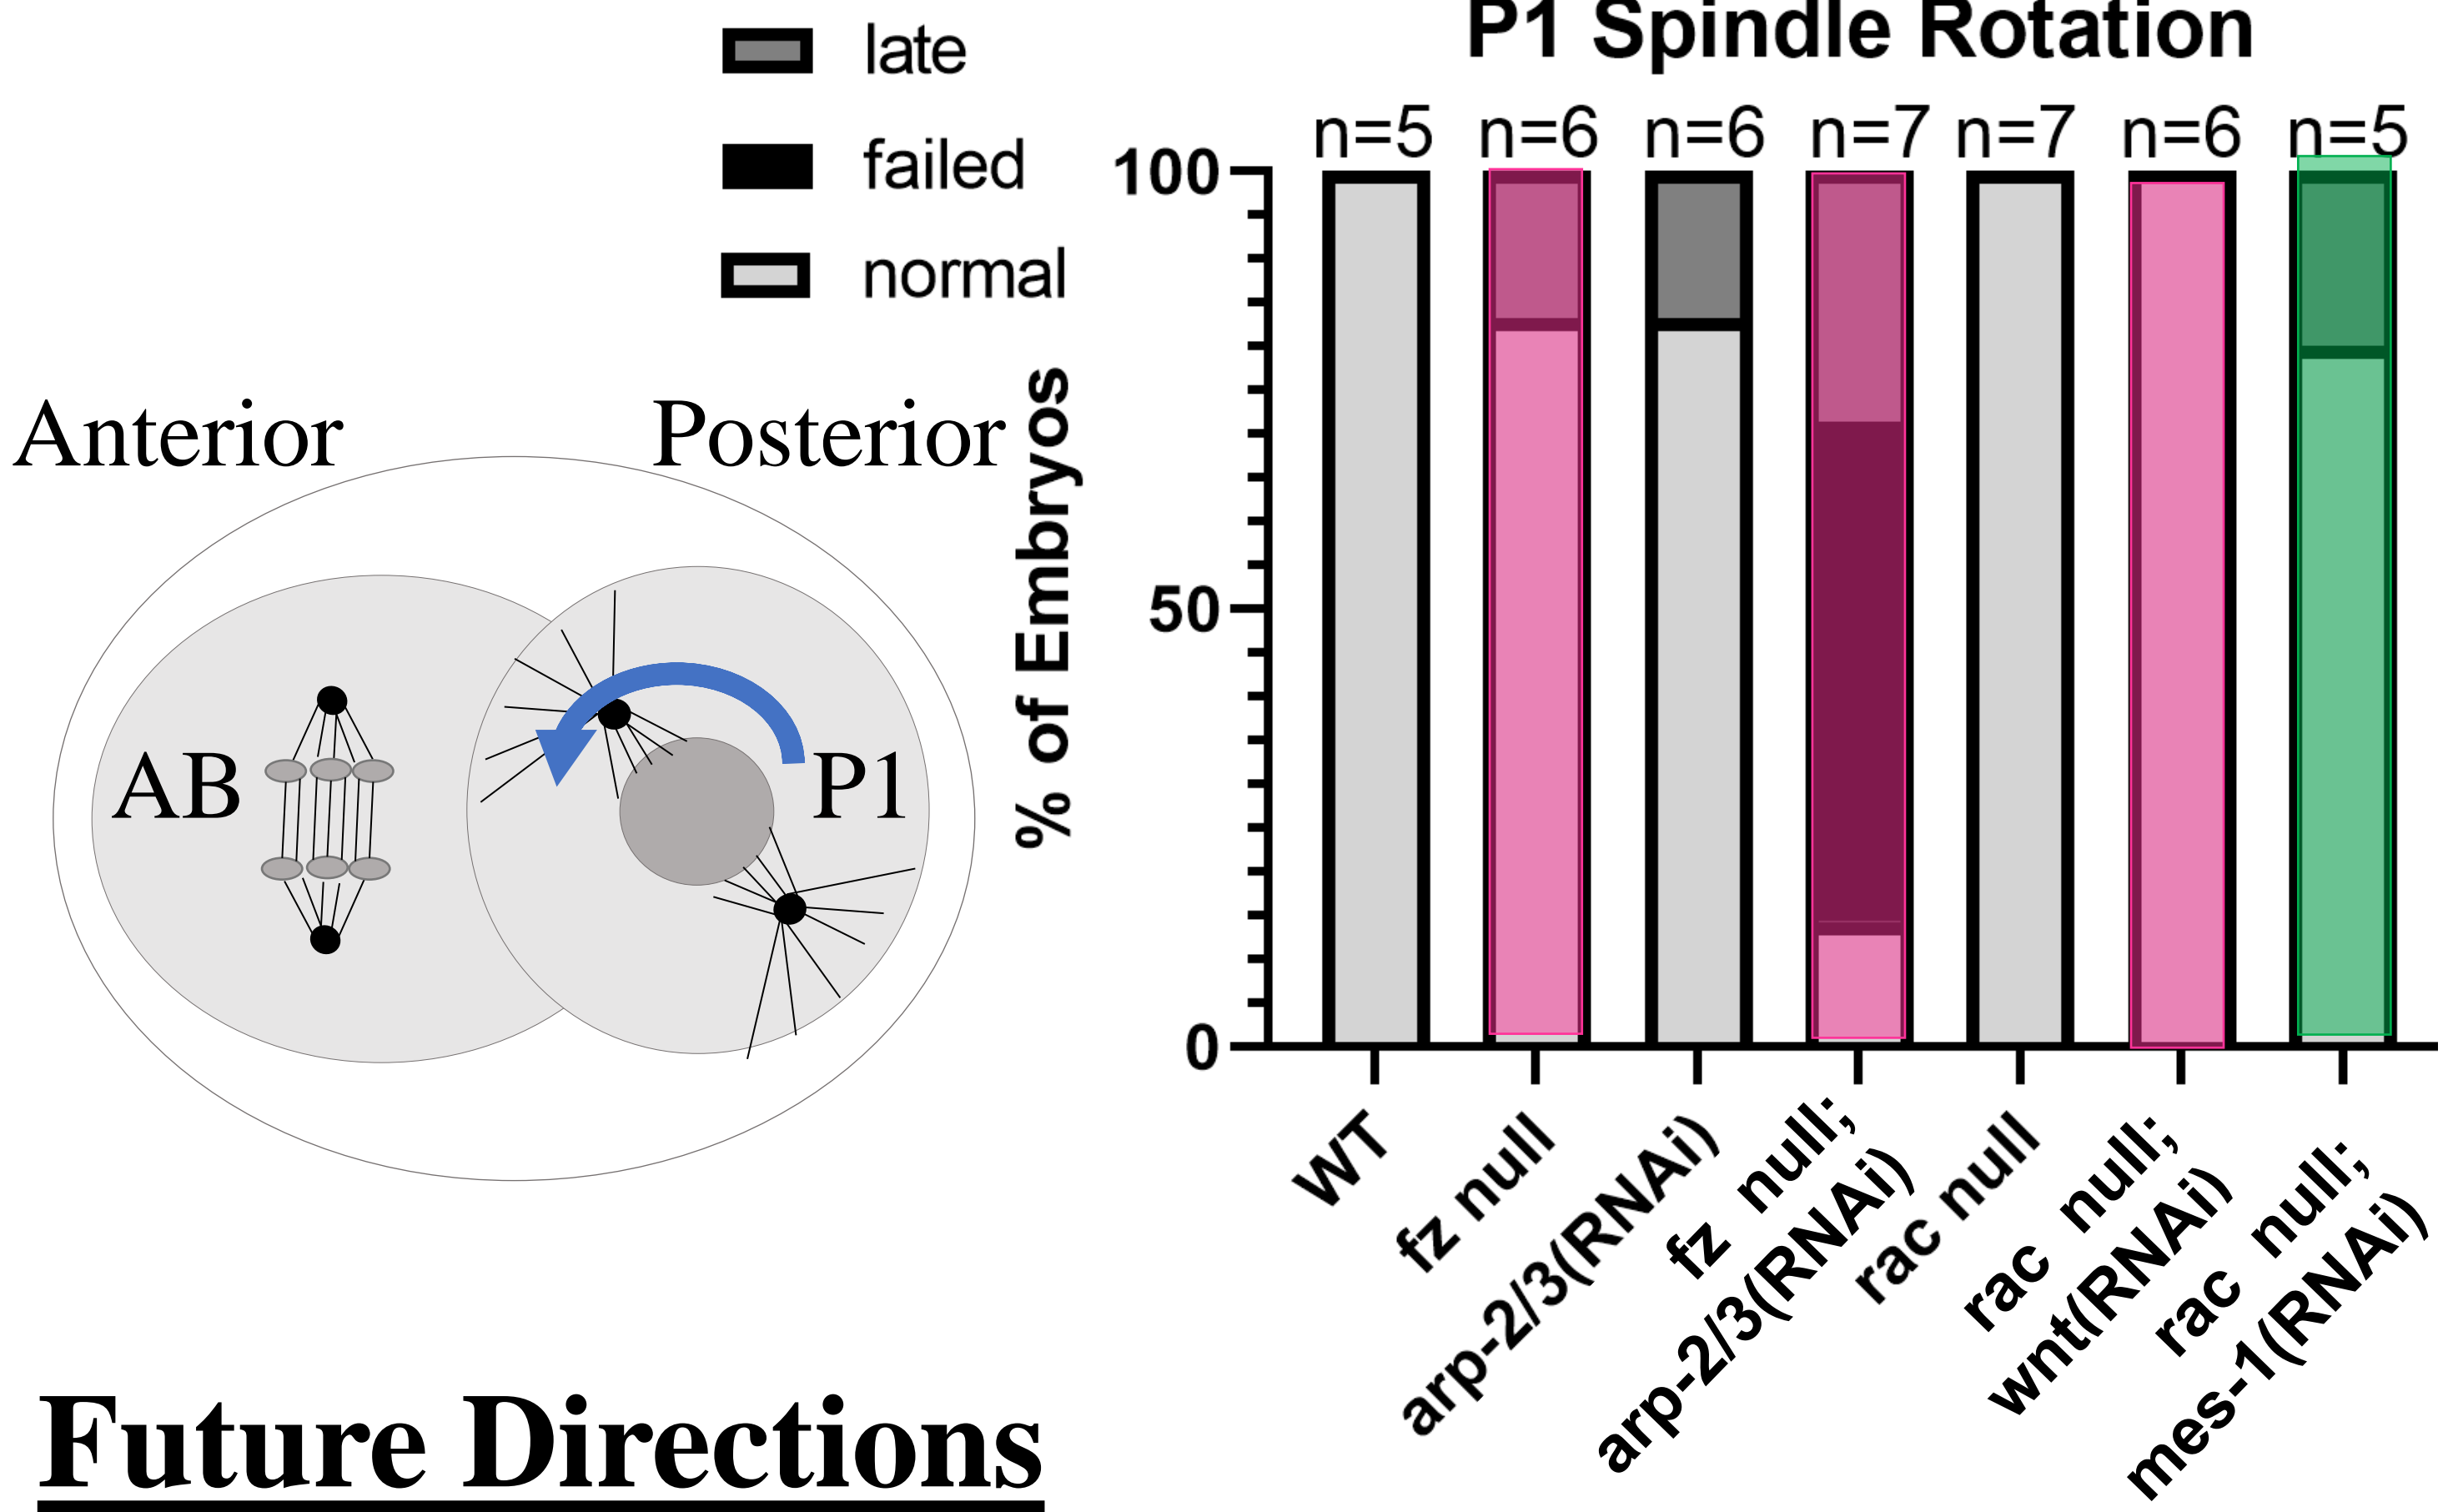 late
failed
normal
P1 Spindle Rotation
n=5 n=6 n=6 n=7 n=7 n=6 n=5
100
50
0
% of Embryos
WT
fz null
arp-2/3(RNAi)
fz null;
arp-2/3(RNAi)
rac null
rac null;
wnt(RNAi)
rac null;
mes-1(RNAi)
Anterior Posterior
AB P1
Future Directions